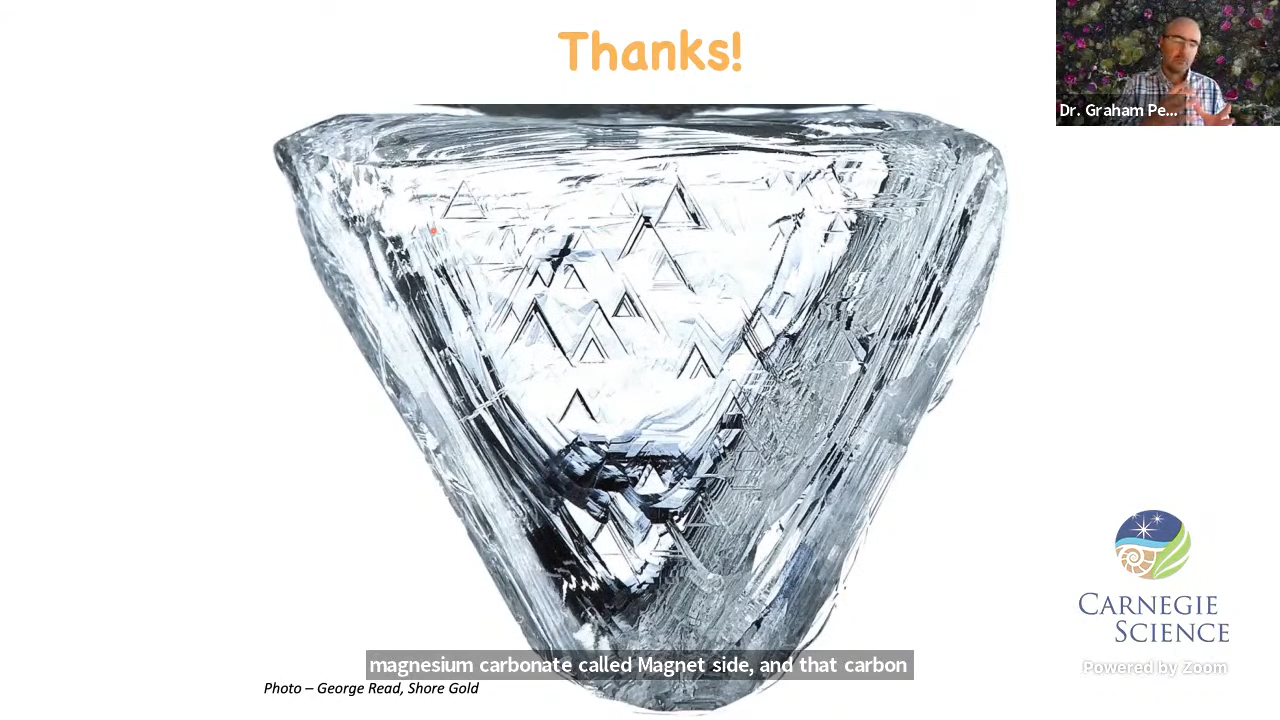 Thanks!
Dr. Graham Pe...
CARNEGIE
SCIENCE
magnesium carbonate called Magnet side, and that carbon
Powered by Zoom
Photo – George Read, Shore Gold